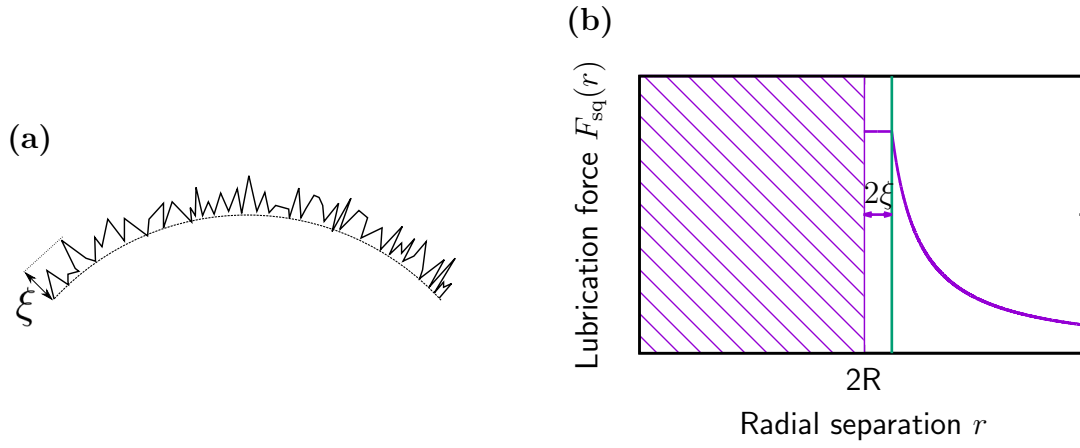 (a)
ξ
(b)
Lubrication force F_sq(r)
2ξ
2R
Radial separation r